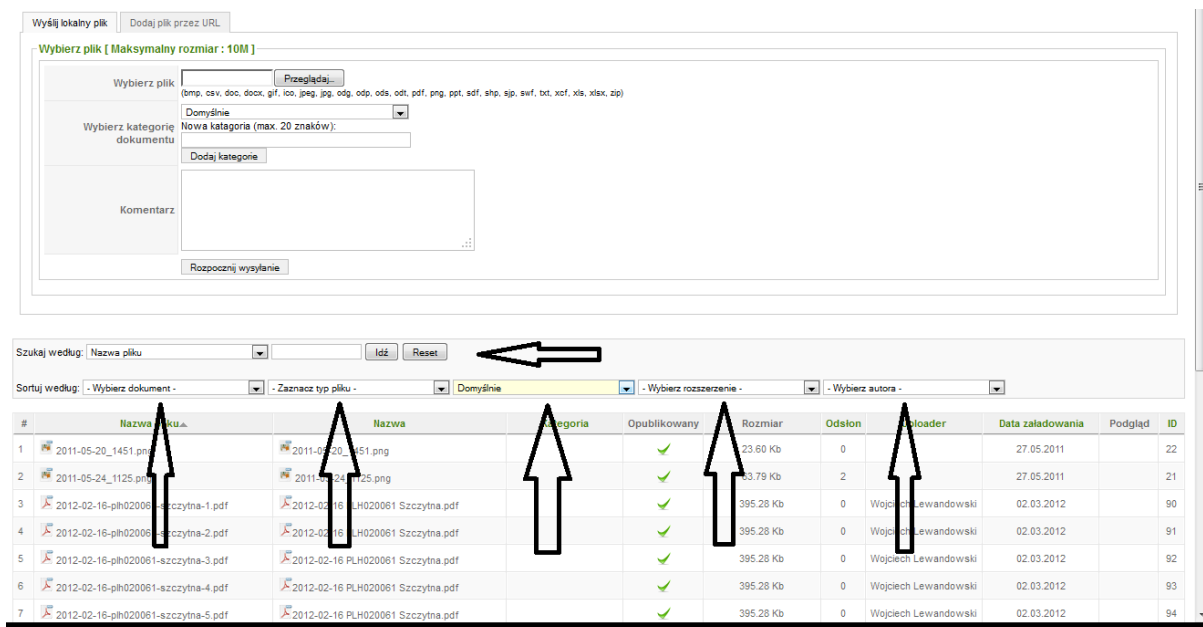 Wyślij lokalny plik Dodaj plik przez URL
Wybierz plik [ Maksymalny rozmiar : 10M ]
Wybierz plik Przeglądaj...
(bmp, csv, doc, docx, gif, ico, jpeg, jpg, odg, odp, ods, odt, pdf, png, ppt, sdf, shp, sjp, swf, txt, xcf, xls, xlsx, zip)
Wybierz kategorię dokumentu Domyślnie
Nowa katagoria (max. 20 znaków):
Dodaj kategorie
Komentarz
Rozpocznij wysyłanie
Szukaj według: Nazwa pliku Idź Reset
Sortuj według: - Wybierz dokument - - Zaznacz typ pliku - Domyślnie - Wybierz rozszerzenie - - Wybierz autora -
# Nazwa Nazwa Opublikowany Rozmiar Odsłon Data załadowania Podgląd ID
1 2011-05-20_1451.png 2011-05-20_1451.png 23.60 Kb 0 27.05.2011 22
2 2011-05-24_1125.png 2011-05-24_1125.png 2 27.05.2011 21
3 2012-02-16-plh020061-szczytna-1.pdf 2012-02-16 PLH020061 Szczytna.pdf 395.28 Kb 0 Wojciech Lewandowski 02.03.2012 90
4 2012-02-16-plh020061-szczytna-2.pdf 2012-02-16 PLH020061 Szczytna.pdf 395.28 Kb 0 Wojciech Lewandowski 02.03.2012 91
5 2012-02-16-plh020061-szczytna-3.pdf 2012-02-16 PLH020061 Szczytna.pdf 395.28 Kb 0 Wojciech Lewandowski 02.03.2012 92
6 2012-02-16-plh020061-szczytna-4.pdf 2012-02-16 PLH020061 Szczytna.pdf 395.28 Kb 0 Wojciech Lewandowski 02.03.2012 93
7 2012-02-16-plh020061-szczytna-5.pdf 2012-02-16 PLH020061 Szczytna.pdf 395.28 Kb 0 Wojciech Lewandowski 02.03.2012 94